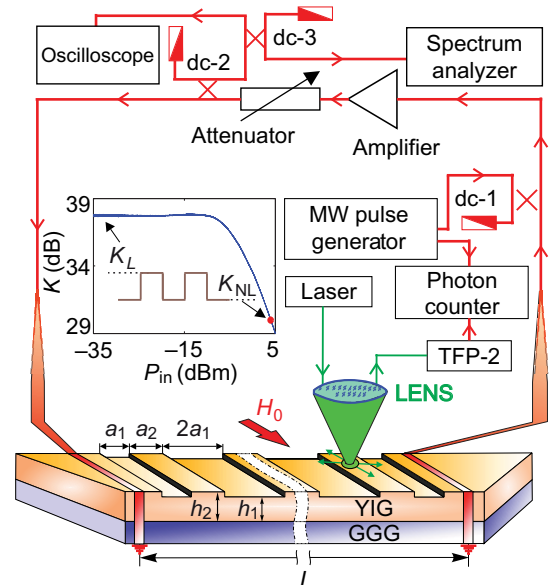 Oscilloscope
dc-2
dc-3
Spectrum
analyzer
Attenuator
Amplifier
dc-1
MW pulse
generator
Photon
counter
Laser
TFP-2
LENS
39
34
29
K (dB)
K_L
K_NL
–35
–15
5
P_in (dBm)
H_0
a_1
a_2
2a_1
h_2
h_1
YIG
GGG